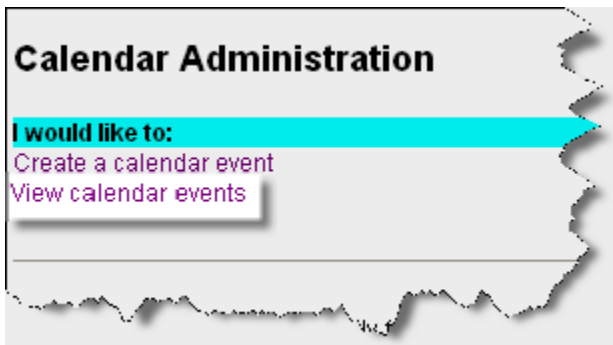 Calendar Administration
I would like to:
Create a calendar event
View calendar events